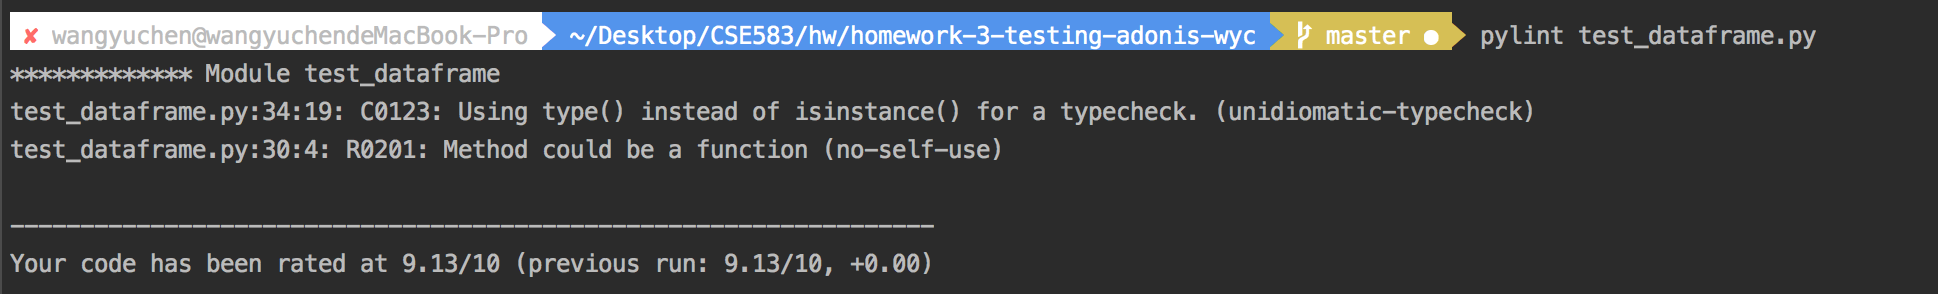 ✘ wangyuchen@wangyuchendeMacBook-Pro ~/Desktop/CSE583/hw/homework-3-testing-adonis-wyc master ● pylint test_dataframe.py
************* Module test_dataframe
test_dataframe.py:34:19: C0123: Using type() instead of isinstance() for a typecheck. (unidiomatic-typecheck)
test_dataframe.py:30:4: R0201: Method could be a function (no-self-use)
------------------------------------------------------------------
Your code has been rated at 9.13/10 (previous run: 9.13/10, +0.00)